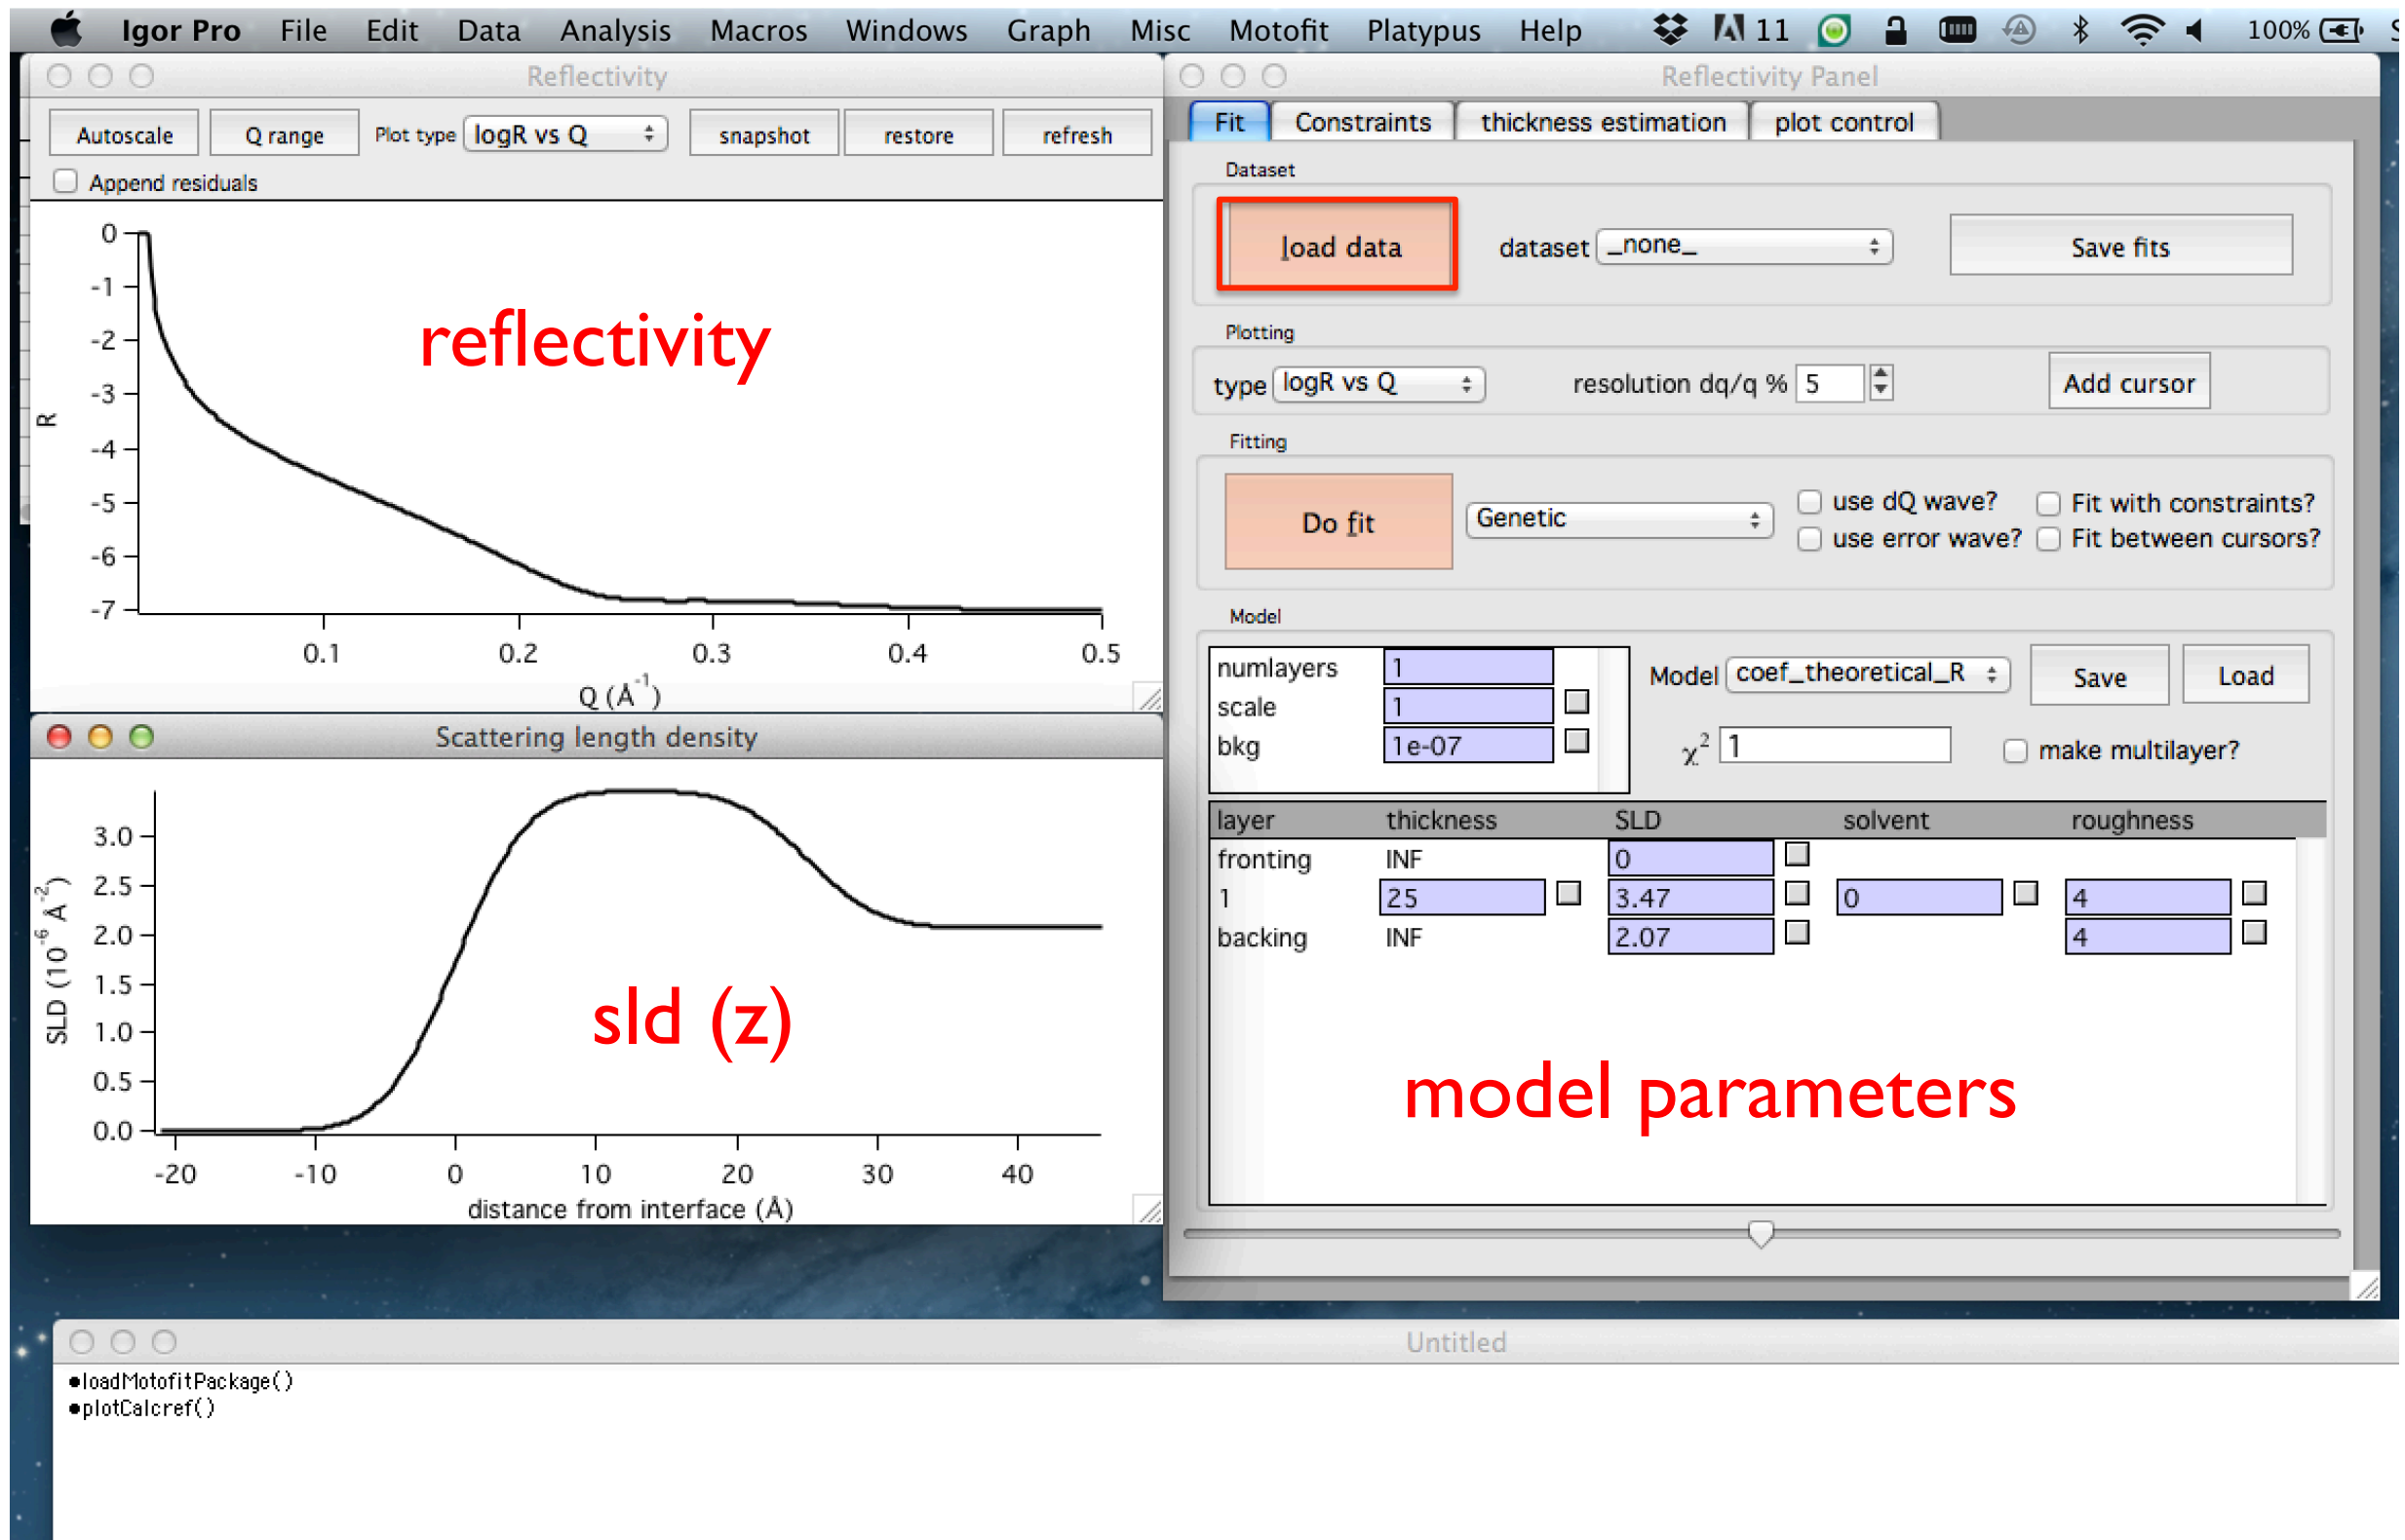 Igor Pro File Edit Data Analysis Macros Windows Graph Misc Motofit Platypus Help 11 100%
Reflectivity
Autoscale Q range Plot type logR vs Q snapshot restore refresh
Append residuals
reflectivity
R
0
-1
-2
-3
-4
-5
-6
-7
0.1 0.2 0.3 0.4 0.5
Q (Å⁻¹)
Scattering length density
sld (z)
SLD (10⁻⁶ Å⁻²)
3.0
2.5
2.0
1.5
1.0
0.5
0.0
-20 -10 0 10 20 30 40
distance from interface (Å)
Reflectivity Panel
Fit Constraints thickness estimation plot control
Dataset
load data dataset _none_ Save fits
Plotting
type logR vs Q resolution dq/q % 5 Add cursor
Fitting
Do fit Genetic
use dQ wave? Fit with constraints?
use error wave? Fit between cursors?
Model
numlayers 1
scale 1
bkg 1e-07
Model coef_theoretical_R Save Load
χ² 1 make multilayer?
layer thickness SLD solvent roughness
fronting INF 0
1 25 3.47 0 4
backing INF 2.07 4
model parameters
Untitled
•loadMotofitPackage()
•plotCalcref()